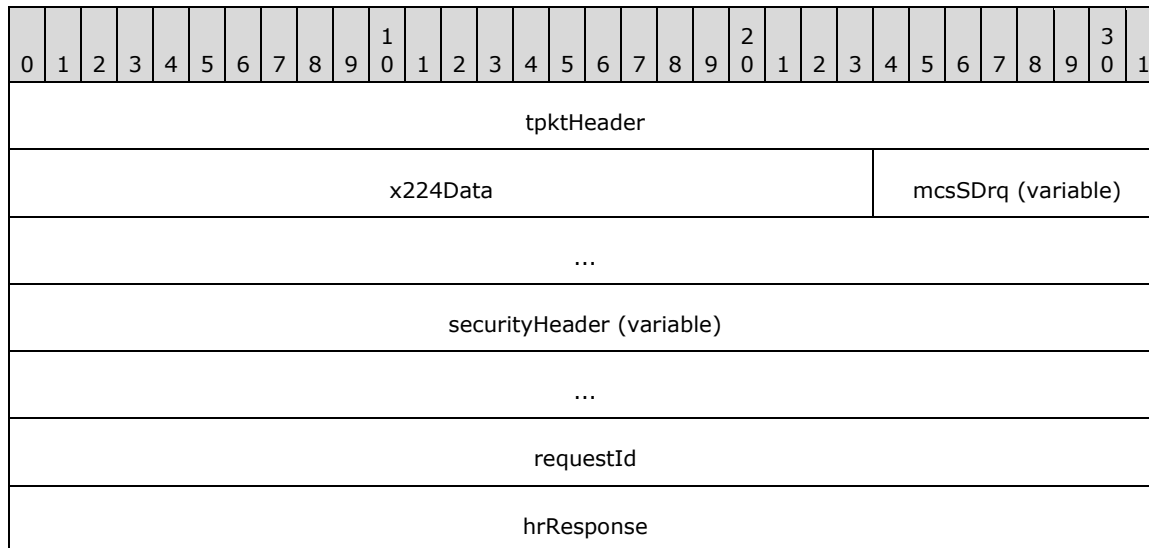 1 2 3
0 1 2 3 4 5 6 7 8 9 0 1 2 3 4 5 6 7 8 9 0 1 2 3 4 5 6 7 8 9 0 1
tpktHeader
x224Data mcsSDrq (variable)
...
securityHeader (variable)
...
requestId
hrResponse